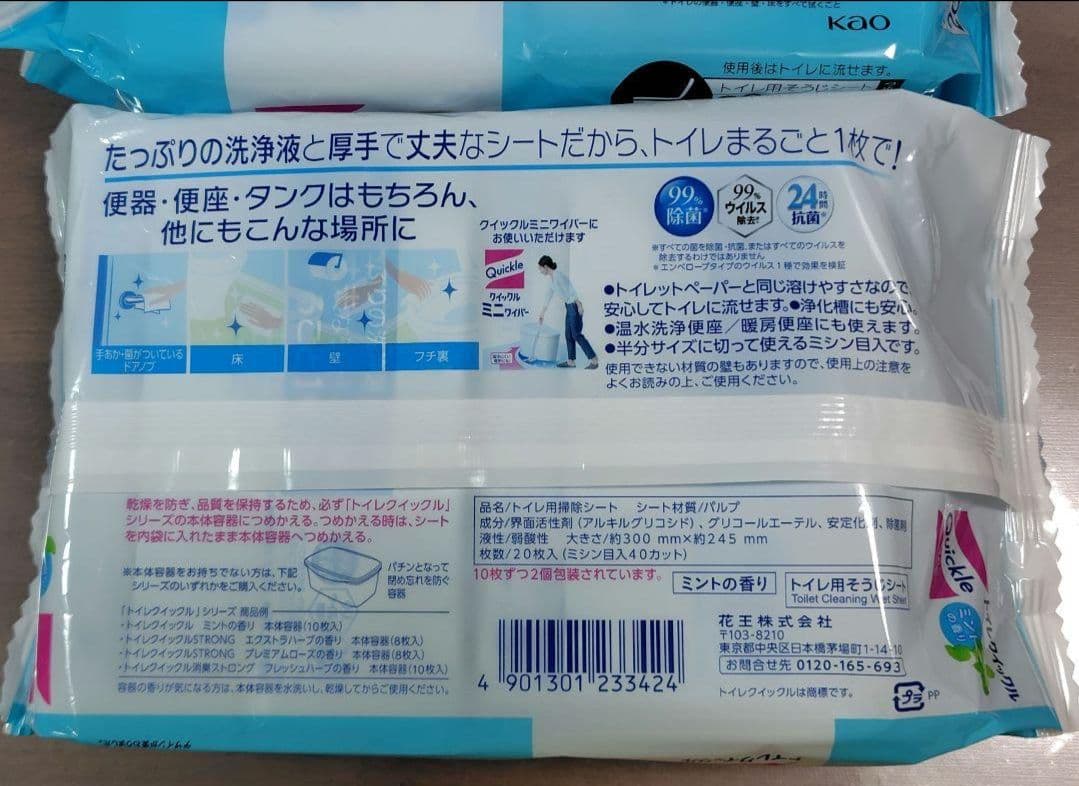 Kao
使用後はトイレに流せます。
トイレ用そうじシート
たっぷりの洗浄液と厚手で丈夫なシートだから、トイレまるごと1枚で!
便器・便座・タンクはもちろん、
他にもこんな場所に
クイックルミニワイパーに
お使いいただけます
Quickle
クイックル
ミニワイパー
手あか・菌がついている
ドアノブ
床
壁
フチ裏
99%
除菌※
99%
ウイルス
除去※
24時間
抗菌※
※すべての菌を除菌・抗菌、またはすべてのウイルスを
除去するわけではありません
※エンベロープタイプのウイルス1種で効果を検証
●トイレットペーパーと同じ溶けやすさなので、
安心してトイレに流せます。●浄化槽にも安心。
●温水洗浄便座/暖房便座にも使えます。
●半分サイズに切って使えるミシン目入です。
使用できない材質の壁もありますので、使用上の注意を
よくお読みの上、ご使用ください。
乾燥を防ぎ、品質を保持するため、必ず「トイレクイックル」
シリーズの本体容器につめかえる。つめかえる時は、シート
を内袋に入れたまま本体容器へつめかえる。
※本体容器をお持ちでない方は、下記
シリーズのいずれかをご購入ください。
パチンとなって
閉め忘れを防ぐ
容器
「トイレクイックル」シリーズ 商品例
・トイレクイックル ミントの香り 本体容器(10枚入)
・トイレクイックルSTRONG エクストラハーブの香り 本体容器(8枚入)
・トイレクイックルSTRONG プレミアムローズの香り 本体容器(8枚入)
・トイレクイックル消臭ストロング フレッシュハーブの香り 本体容器(10枚入)
容器の香りが気になる方は、本体容器を水洗いし、乾燥してからご使用ください。
品名/トイレ用掃除シート シート材質/パルプ
成分/界面活性剤(アルキルグリコシド)、グリコールエーテル、安定化剤、除菌剤
液性/弱酸性 大きさ/約300 mm×約245 mm
枚数/20枚入(ミシン目入40カット)
10枚ずつ2個包装されています。
ミントの香り
トイレ用そうじシート
Toilet Cleaning Wet Sheet
花王株式会社
〒103-8210
東京都中央区日本橋茅場町1-14-10
お問合せ先 0120-165-693
4 901301 233424
トイレクイックルは商標です。
プラ
PP
Quickle
ミント
の香り
トイレクイックル
デザインが変わりました。